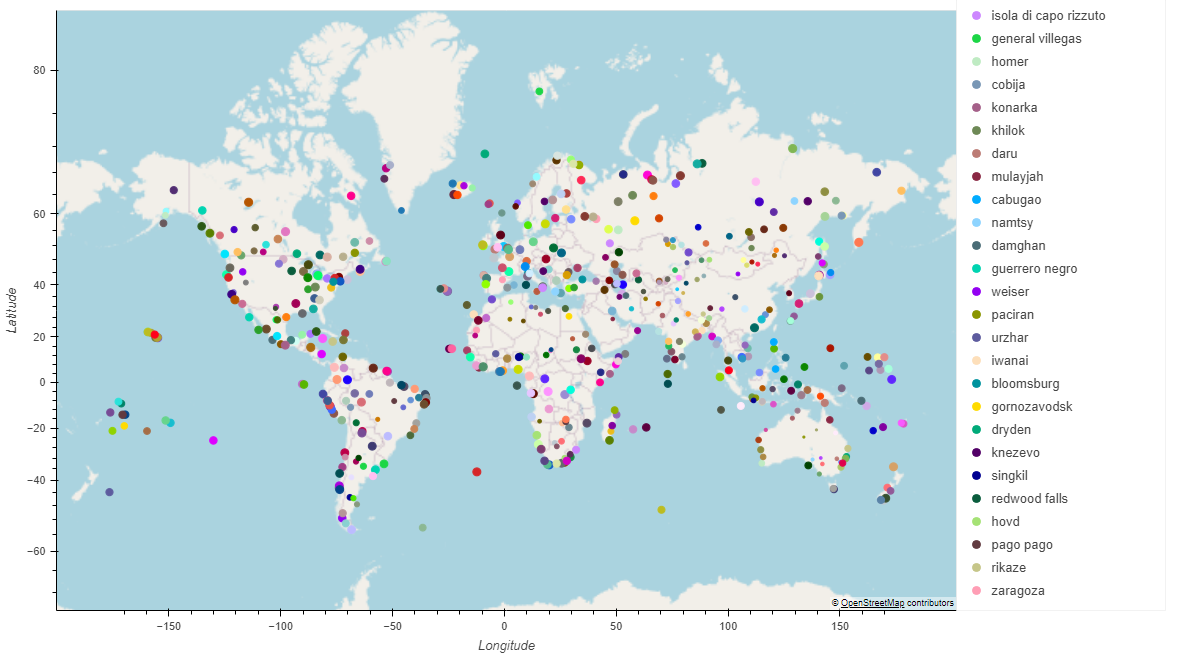 isola di capo rizzuto
general villegas
homer
cobija
konarka
khilok
daru
mulayjah
cabugao
namtsy
damghan
guerrero negro
weiser
paciran
urzhar
iwanai
bloomsburg
gornozavodsk
dryden
knezevo
singkil
redwood falls
hovd
pago pago
rikaze
zaragoza
80
60
40
20
0
−20
−40
−60
Latitude
© OpenStreetMap contributors
−150
−100
−50
0
50
100
150
Longitude